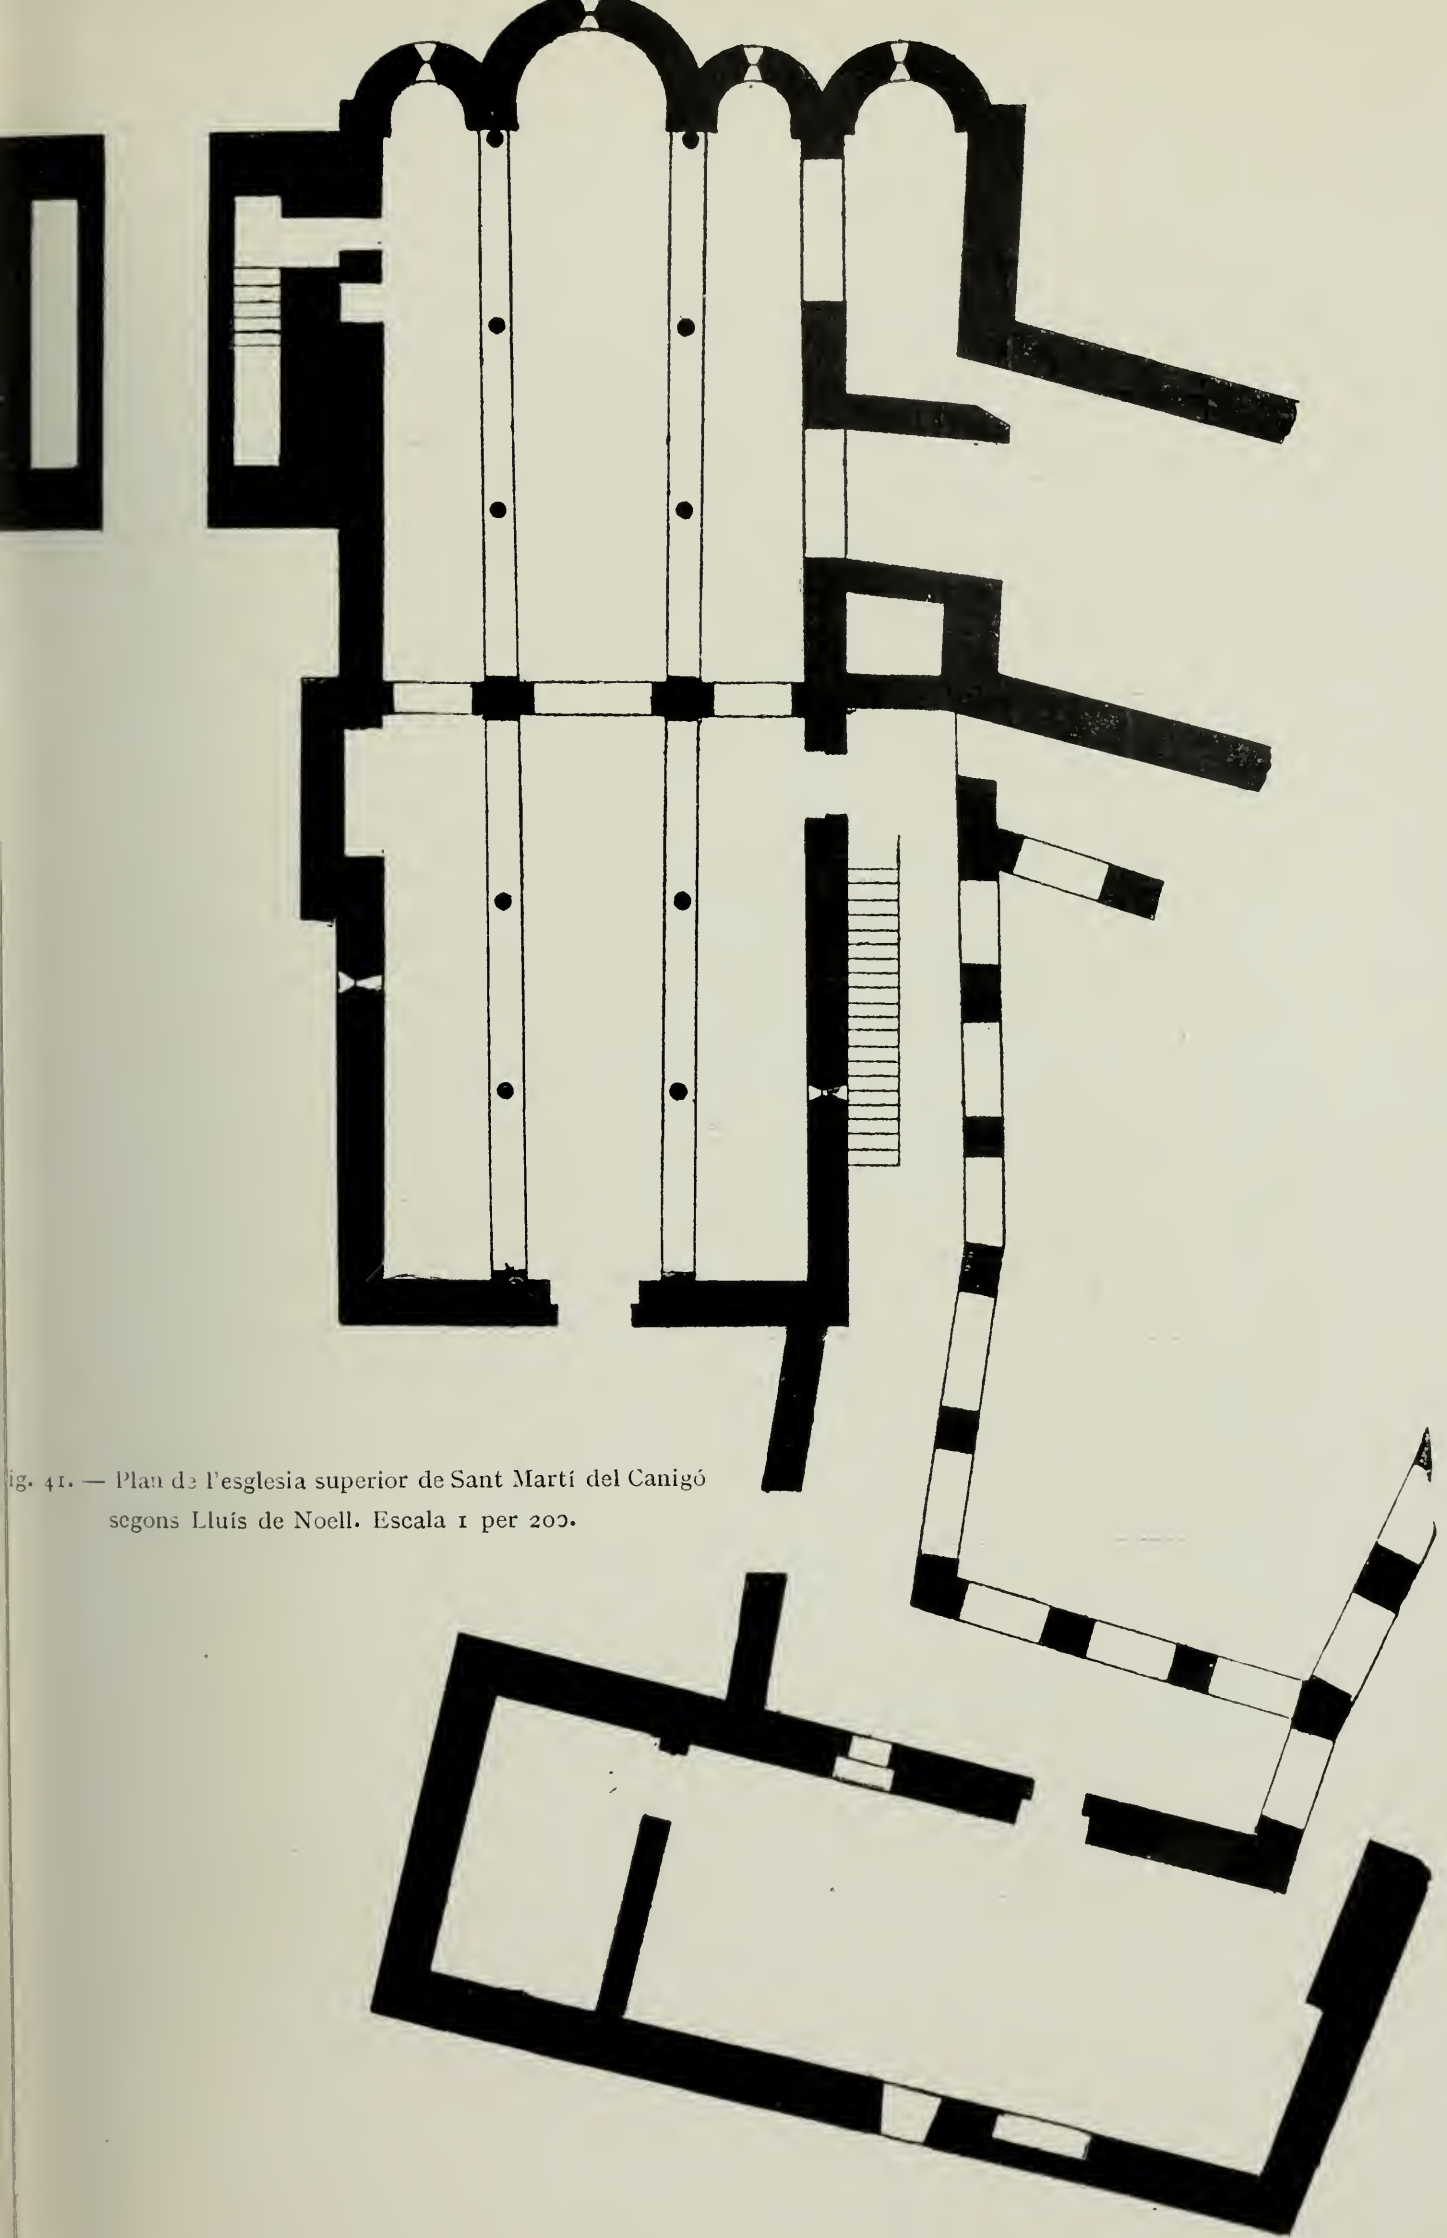 ig. 41. — Plan de l'esglesia superior de Sant Martí del Canigó
segons Lluís de Noell. Escala 1 per 200.